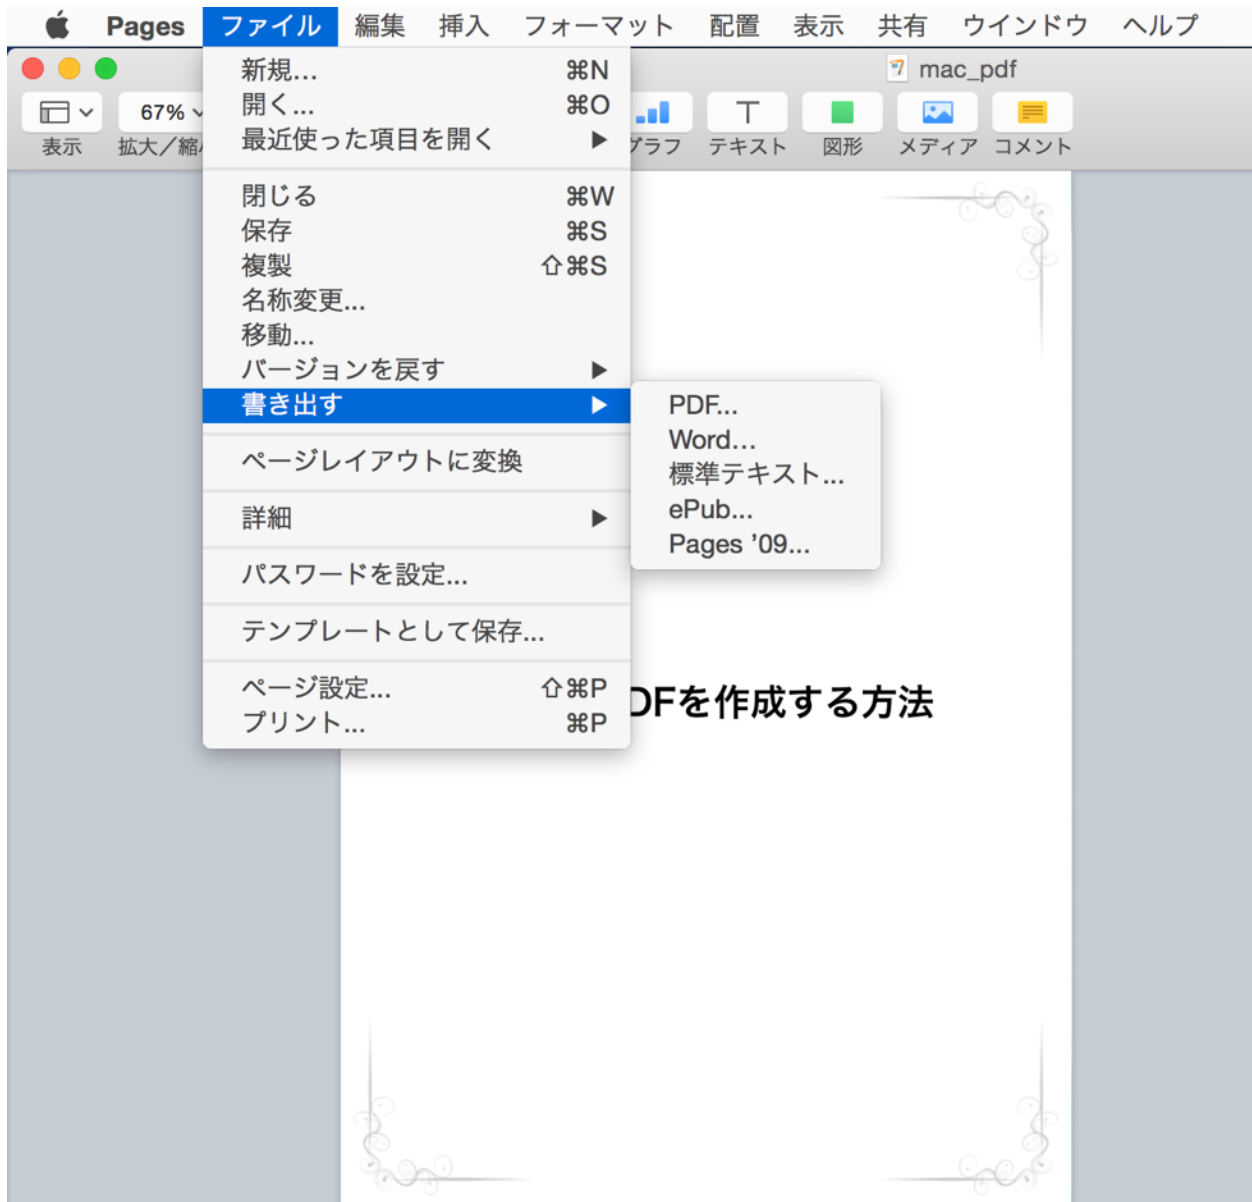 Pages ファイル 編集 挿入 フォーマット 配置 表示 共有 ウインドウ ヘルプ
mac_pdf
67%
表示 拡大／縮 グラフ テキスト 図形 メディア コメント
新規... ⌘N
開く... ⌘O
最近使った項目を開く ▶
閉じる ⌘W
保存 ⌘S
複製 ⇧⌘S
名称変更...
移動...
バージョンを戻す ▶
書き出す ▶
PDF...
Word...
標準テキスト...
ePub...
Pages ’09...
ページレイアウトに変換
詳細 ▶
パスワードを設定...
テンプレートとして保存...
ページ設定... ⇧⌘P
プリント... ⌘P
DFを作成する方法